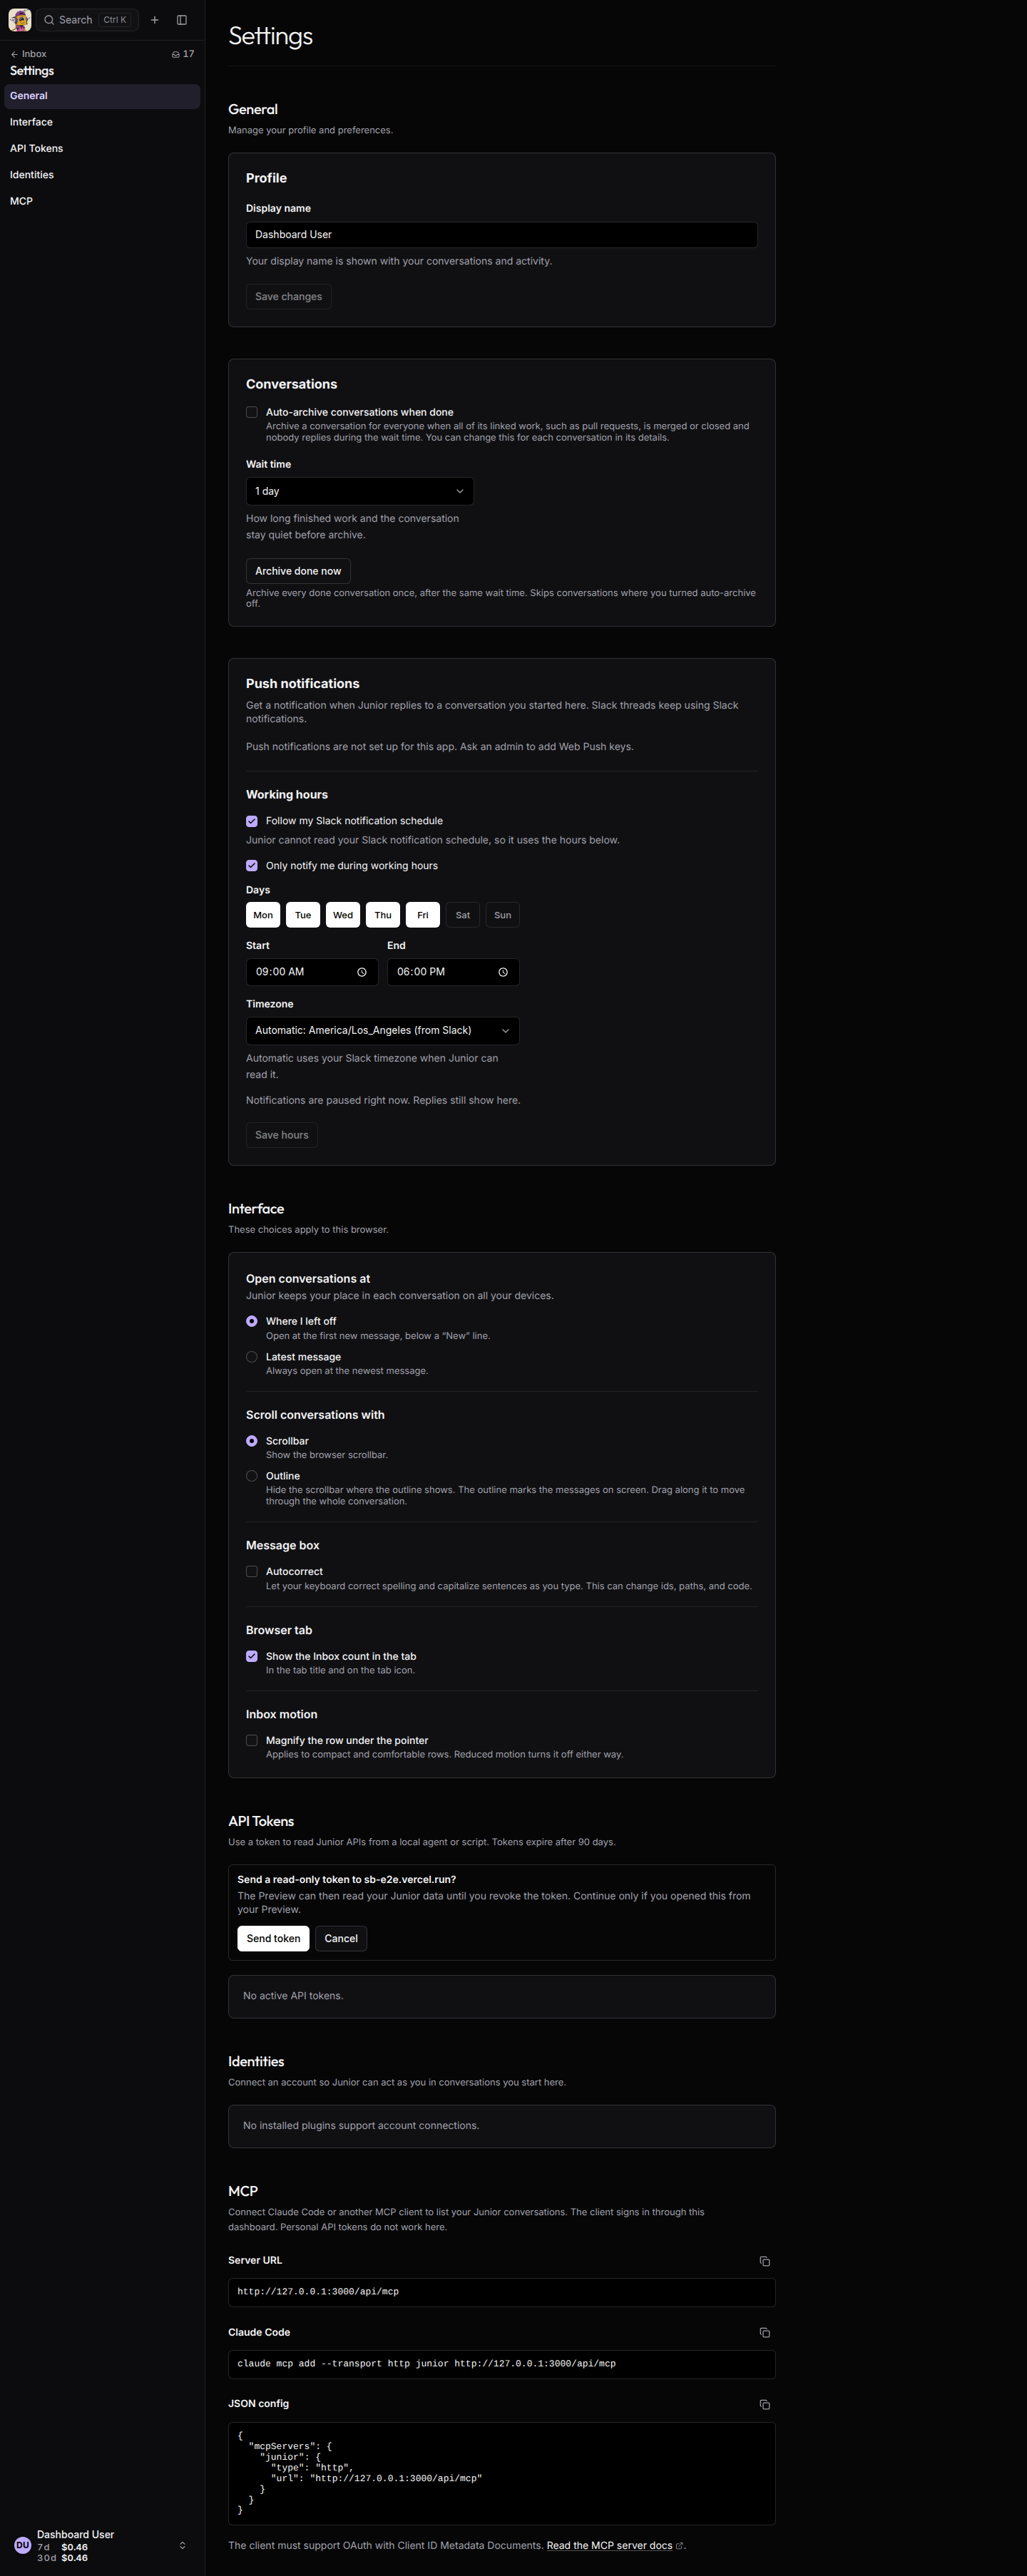 Search Ctrl K
Inbox 17
Settings
General
Interface
API Tokens
Identities
MCP
Settings
General
Manage your profile and preferences.
Profile
Display name
Dashboard User
Your display name is shown with your conversations and activity.
Save changes
Conversations
Auto-archive conversations when done
Archive a conversation for everyone when all of its linked work, such as pull requests, is merged or closed and
nobody replies during the wait time. You can change this for each conversation in its details.
Wait time
1 day
How long finished work and the conversation
stay quiet before archive.
Archive done now
Archive every done conversation once, after the same wait time. Skips conversations where you turned auto-archive
off.
Push notifications
Get a notification when Junior replies to a conversation you started here. Slack threads keep using Slack
notifications.
Push notifications are not set up for this app. Ask an admin to add Web Push keys.
Working hours
Follow my Slack notification schedule
Junior cannot read your Slack notification schedule, so it uses the hours below.
Only notify me during working hours
Days
Mon Tue Wed Thu Fri Sat Sun
Start End
09:00 AM 06:00 PM
Timezone
Automatic: America/Los_Angeles (from Slack)
Automatic uses your Slack timezone when Junior can
read it.
Notifications are paused right now. Replies still show here.
Save hours
Interface
These choices apply to this browser.
Open conversations at
Junior keeps your place in each conversation on all your devices.
Where I left off
Open at the first new message, below a “New” line.
Latest message
Always open at the newest message.
Scroll conversations with
Scrollbar
Show the browser scrollbar.
Outline
Hide the scrollbar where the outline shows. The outline marks the messages on screen. Drag along it to move
through the whole conversation.
Message box
Autocorrect
Let your keyboard correct spelling and capitalize sentences as you type. This can change ids, paths, and code.
Browser tab
Show the Inbox count in the tab
In the tab title and on the tab icon.
Inbox motion
Magnify the row under the pointer
Applies to compact and comfortable rows. Reduced motion turns it off either way.
API Tokens
Use a token to read Junior APIs from a local agent or script. Tokens expire after 90 days.
Send a read-only token to sb-e2e.vercel.run?
The Preview can then read your Junior data until you revoke the token. Continue only if you opened this from
your Preview.
Send token Cancel
No active API tokens.
Identities
Connect an account so Junior can act as you in conversations you start here.
No installed plugins support account connections.
MCP
Connect Claude Code or another MCP client to list your Junior conversations. The client signs in through this
dashboard. Personal API tokens do not work here.
Server URL
http://127.0.0.1:3000/api/mcp
Claude Code
claude mcp add --transport http junior http://127.0.0.1:3000/api/mcp
JSON config
{
"mcpServers": {
"junior": {
"type": "http",
"url": "http://127.0.0.1:3000/api/mcp"
}
}
}
The client must support OAuth with Client ID Metadata Documents. Read the MCP server docs.
DU Dashboard User
7d $0.46
30d $0.46